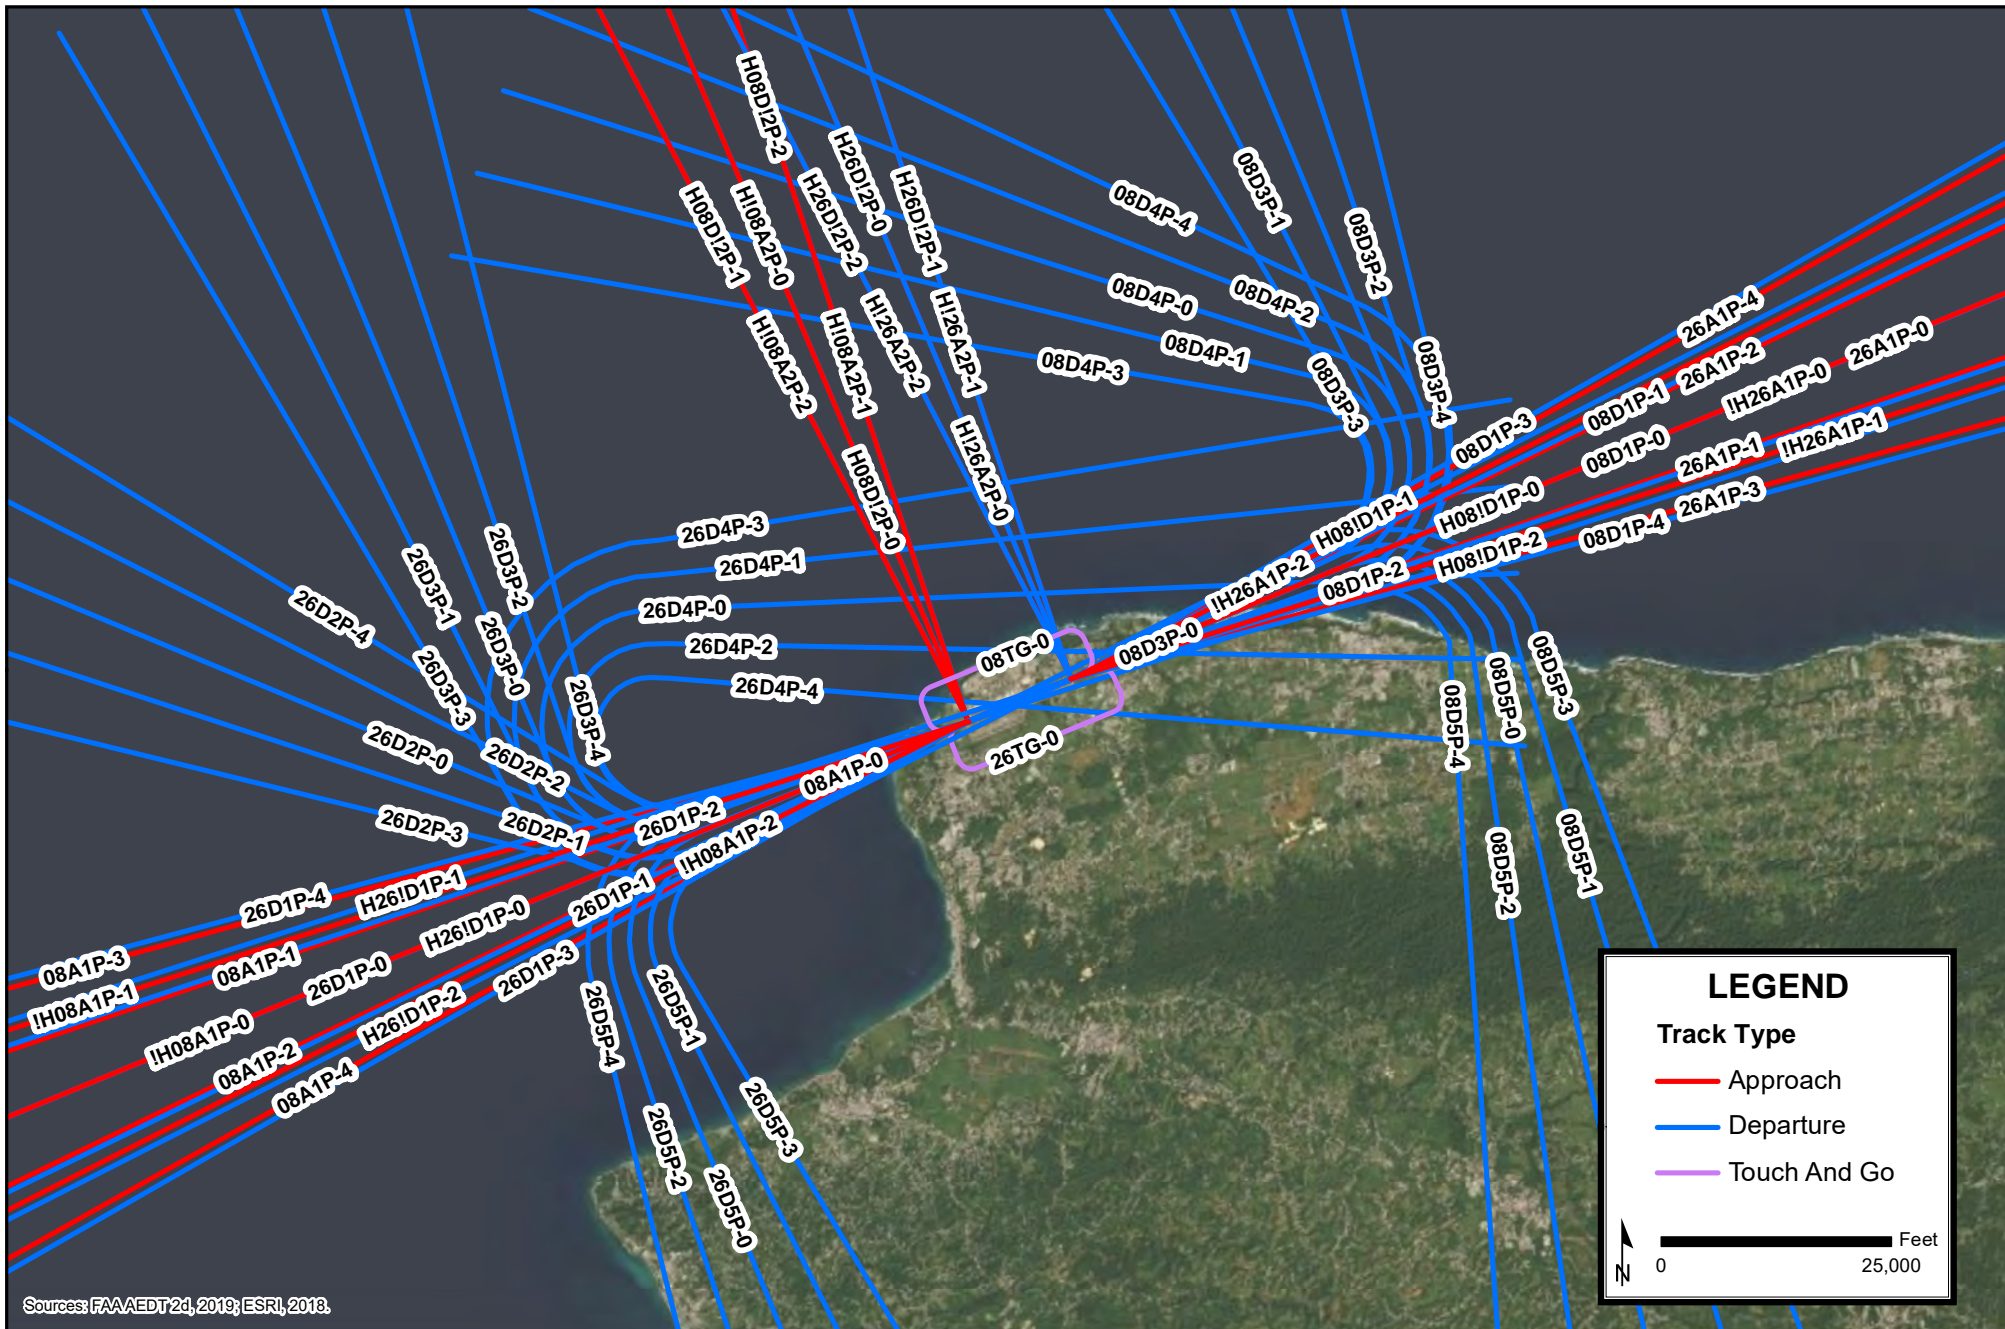 H08D!2P-2
H26D!2P-0
H26D!2P-1
H26D!2P-2
H!08A2P-0
H08D!2P-1
08D3P-1
08D4P-4
08D3P-2
08D4P-0
08D4P-2
08D4P-1
08D4P-3
H!26A2P-1
H!26A2P-2
H!08A2P-1
H!08A2P-2
08D3P-3
08D3P-4
26A1P-4
26A1P-0
26A1P-2
!H26A1P-0
08D1P-1
08D1P-3
!H26A1P-1
08D1P-0
26A1P-1
26A1P-3
H!26A2P-0
H08D!2P-0
H08!D1P-1
H08!D1P-0
08D1P-4
H08!D1P-2
!H26A1P-2
08D1P-2
26D4P-3
26D4P-1
26D4P-0
26D4P-2
26D4P-4
26D3P-2
26D3P-1
26D2P-4
26D3P-0
26D3P-3
26D3P-4
08TG-0
08D3P-0
26TG-0
08D5P-3
08D5P-0
08D5P-4
26D2P-0
26D2P-2
26D2P-3
26D2P-1
08A1P-0
26D1P-2
!H08A1P-2
08D5P-2
08D5P-1
26D1P-4
H26!D1P-1
26D1P-1
H26!D1P-0
08A1P-3
08A1P-1
26D1P-0
26D1P-3
!H08A1P-1
H26!D1P-2
!H08A1P-0
08A1P-2
08A1P-4
26D5P-4
26D5P-1
26D5P-2
26D5P-3
26D5P-0
LEGEND
Track Type
Approach
Departure
Touch And Go
Feet
0 25,000
N
Sources: FAA AEDT 2d, 2019; ESRI, 2018.